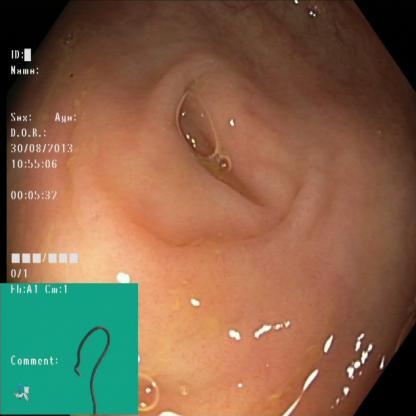 ID:
Name:
Sex: Age:
D.O.B.:
30/08/2013
10:55:06
00:05:37
/
0/1
Eh:A1 Cm:1
Comment: